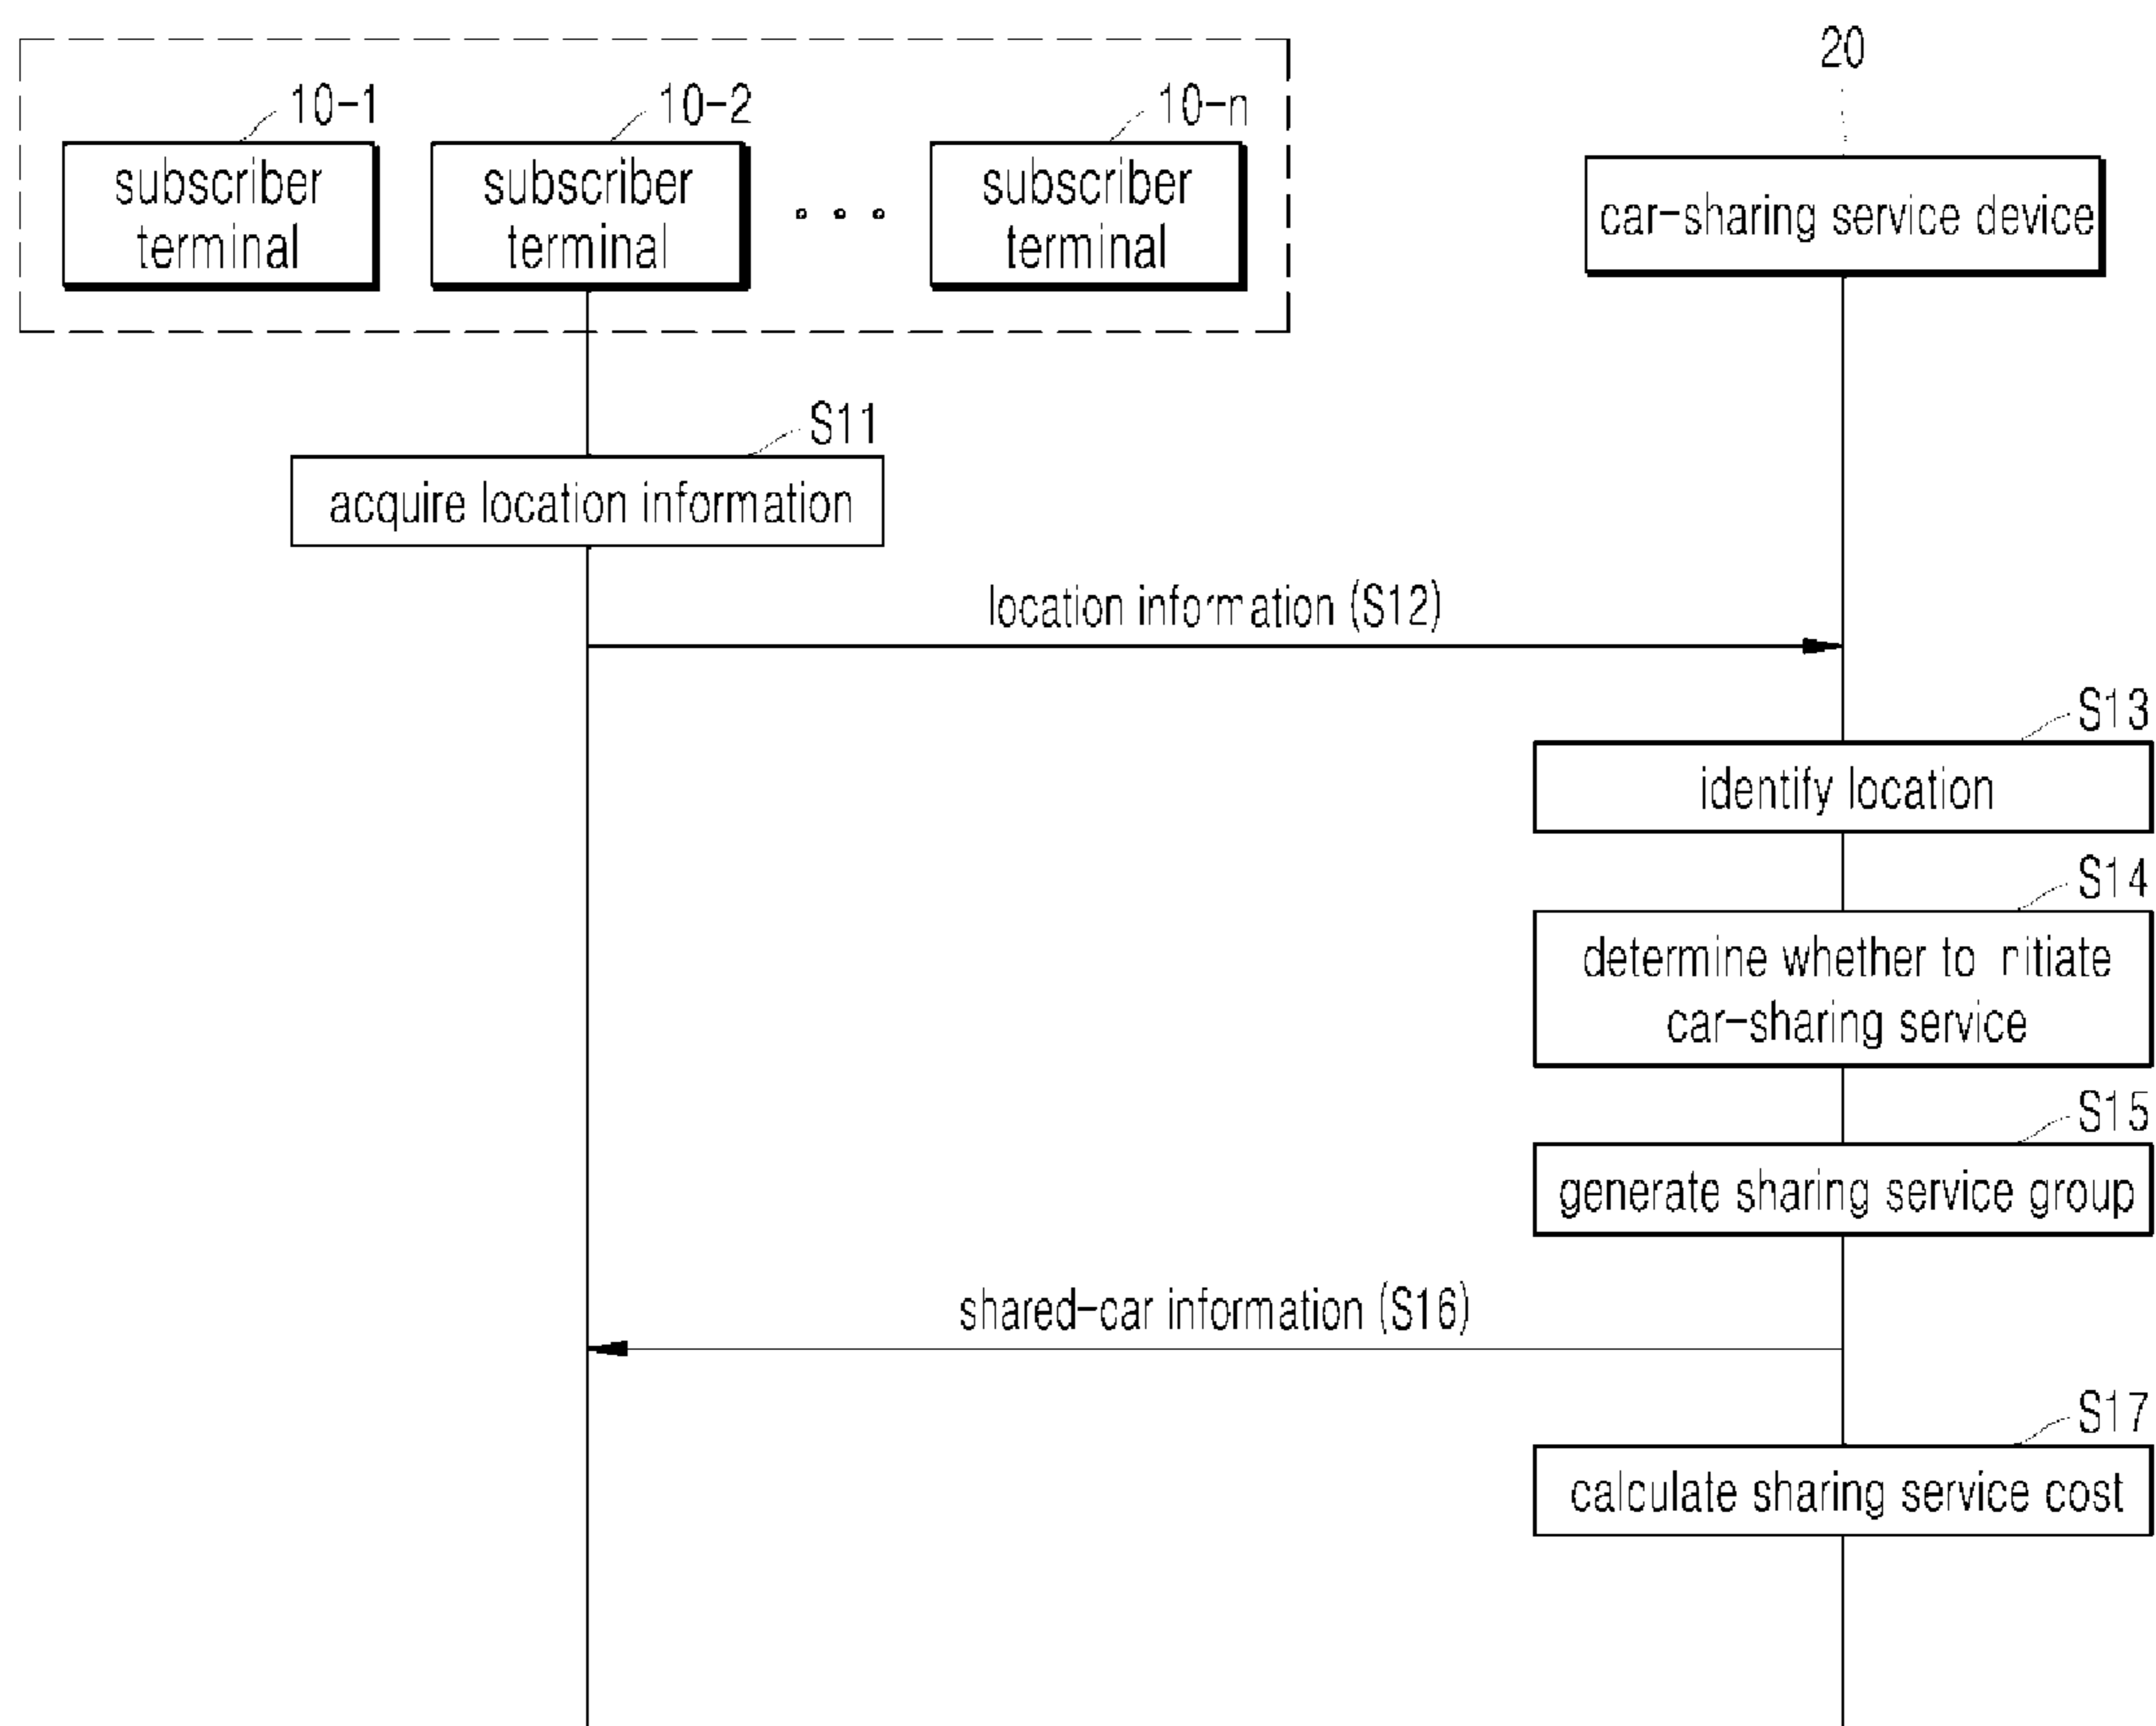 20
10-1
10-2
10-n
subscriber
terminal
subscriber
terminal
. . .
subscriber
terminal
car-sharing service device
S11
acquire location information
location information (S12)
S13
identify location
S14
determine whether to nitiate
car-sharing service
S15
generate sharing service group
shared-car information (S16)
S17
calculate sharing service cost